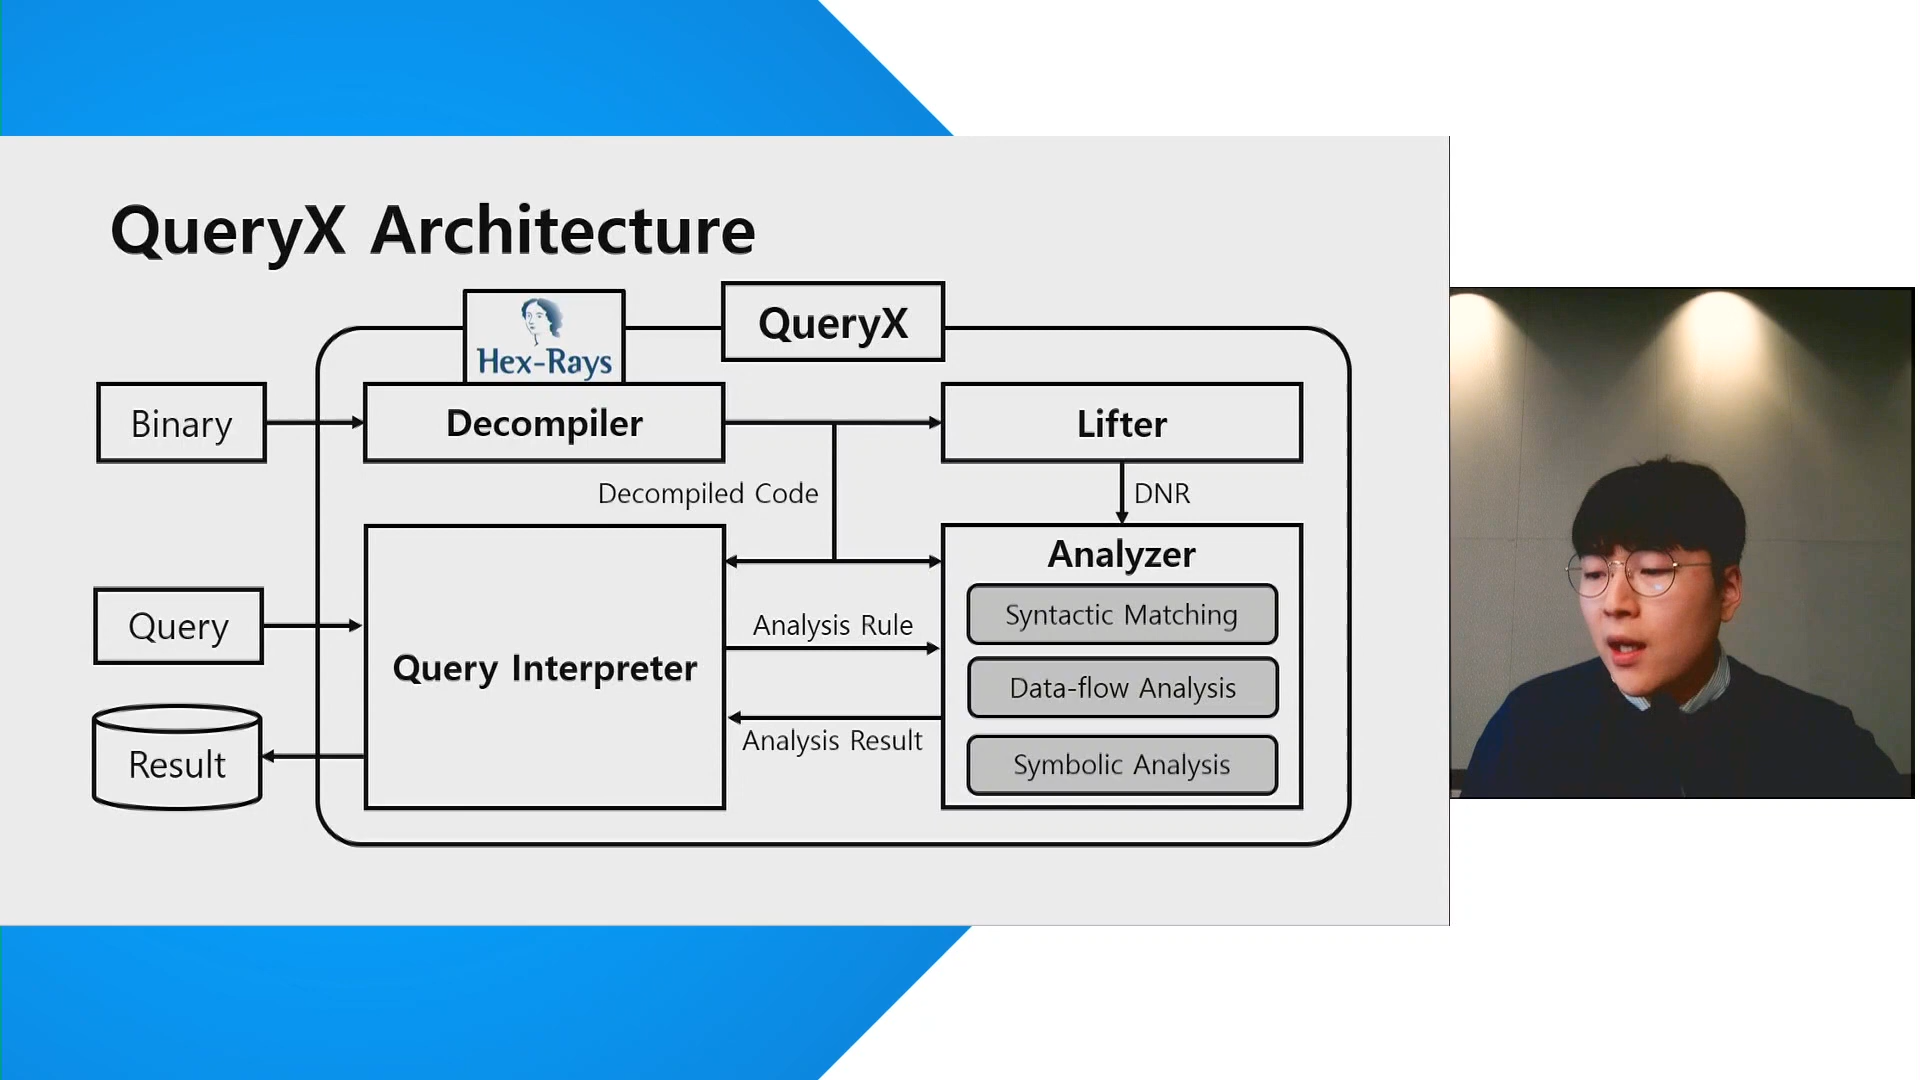 QueryX Architecture
Hex-Rays
QueryX
Binary
Decompiler
Lifter
Decompiled Code
DNR
Query
Query Interpreter
Analysis Rule
Analysis Result
Analyzer
Syntactic Matching
Data-flow Analysis
Symbolic Analysis
Result